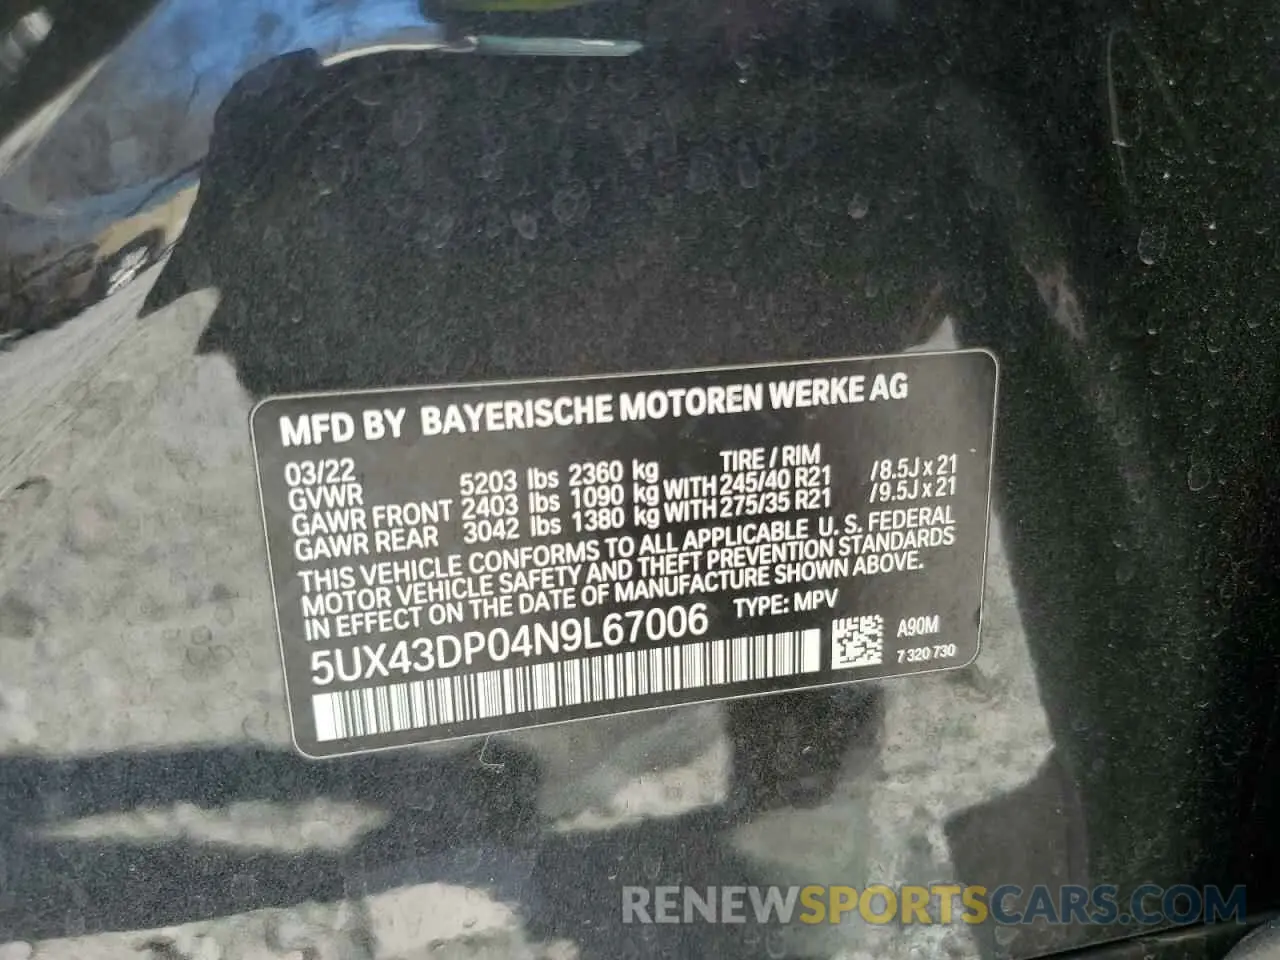 MFD BY BAYERISCHE MOTOREN WERKE AG
03/22 TIRE / RIM
GVWR 5203 lbs 2360 kg
GAWR FRONT 2403 lbs 1090 kg WITH 245/40 R21 /8.5J x 21
GAWR REAR 3042 lbs 1380 kg WITH 275/35 R21 /9.5J x 21
THIS VEHICLE CONFORMS TO ALL APPLICABLE U. S. FEDERAL
MOTOR VEHICLE SAFETY AND THEFT PREVENTION STANDARDS
IN EFFECT ON THE DATE OF MANUFACTURE SHOWN ABOVE.
5UX43DP04N9L67006 TYPE: MPV
A90M
7 320 730
RENEWSPORTSCARS.COM